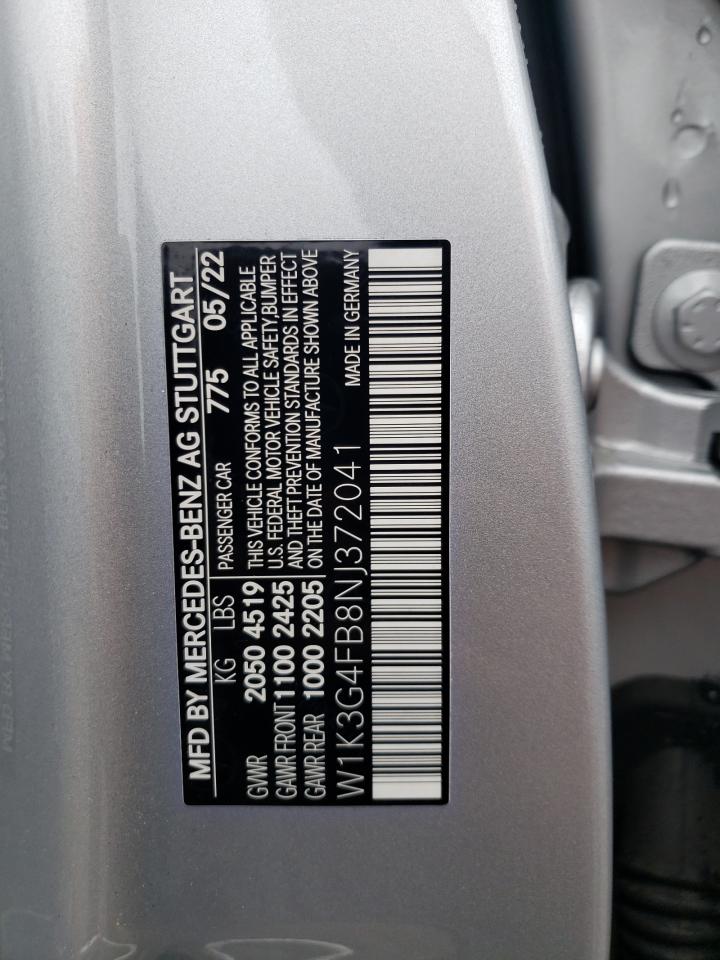 MFD BY MERCEDES-BENZ AG STUTTGART
KG LBS PASSENGER CAR 775 05/22
GVWR 2050 4519 THIS VEHICLE CONFORMS TO ALL APPLICABLE
U.S. FEDERAL MOTOR VEHICLE SAFETY,BUMPER
GAWR FRONT 1100 2425 AND THEFT PREVENTION STANDARDS IN EFFECT
GAWR REAR 1000 2205 ON THE DATE OF MANUFACTURE SHOWN ABOVE
W1K3G4FB8NJ372041 MADE IN GERMANY